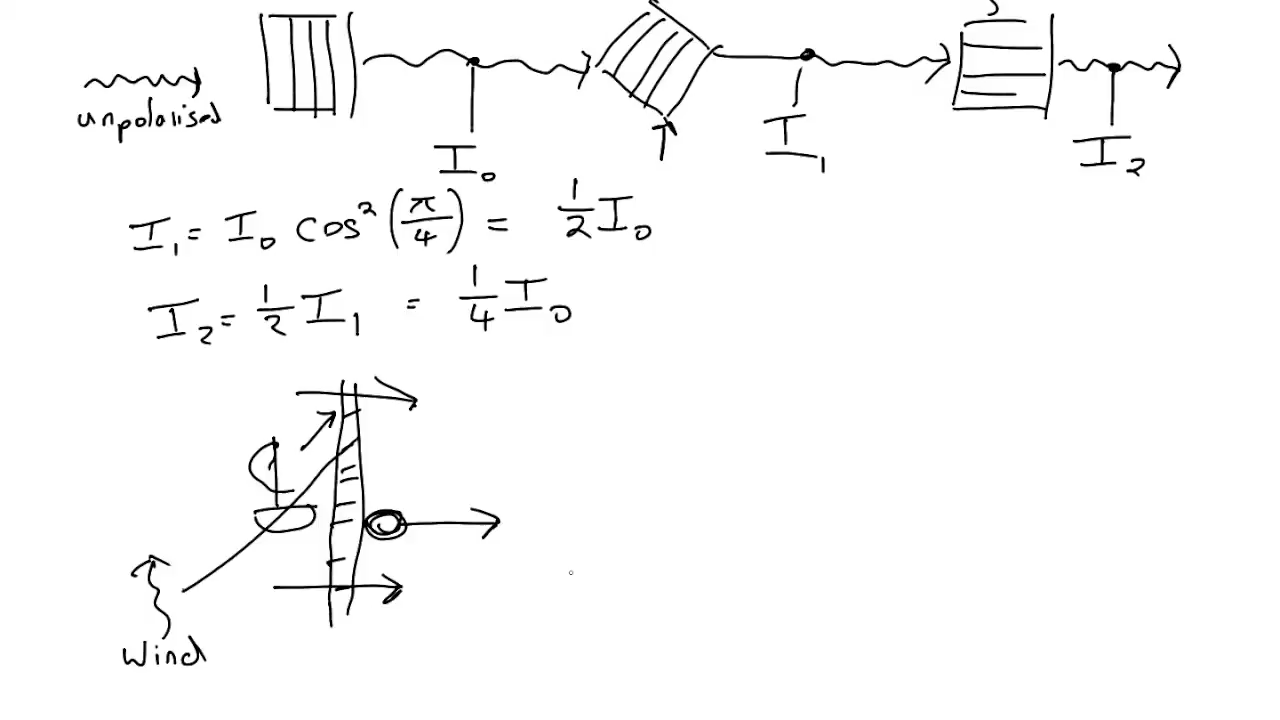 unpolarised
I₀
I₁
I₂
I₁ = I₀ cos²(π/4) = 1/2 I₀
I₂ = 1/2 I₁ = 1/4 I₀
Wind